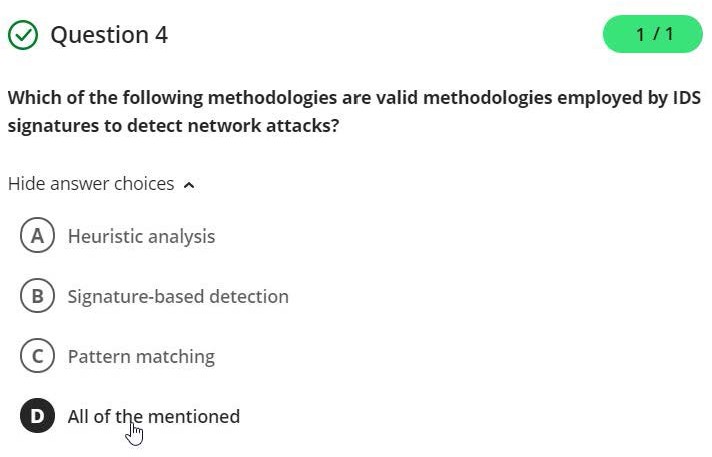 Question 4
1 / 1
Which of the following methodologies are valid methodologies employed by IDS
signatures to detect network attacks?
Hide answer choices
A Heuristic analysis
B Signature-based detection
C Pattern matching
D All of the mentioned